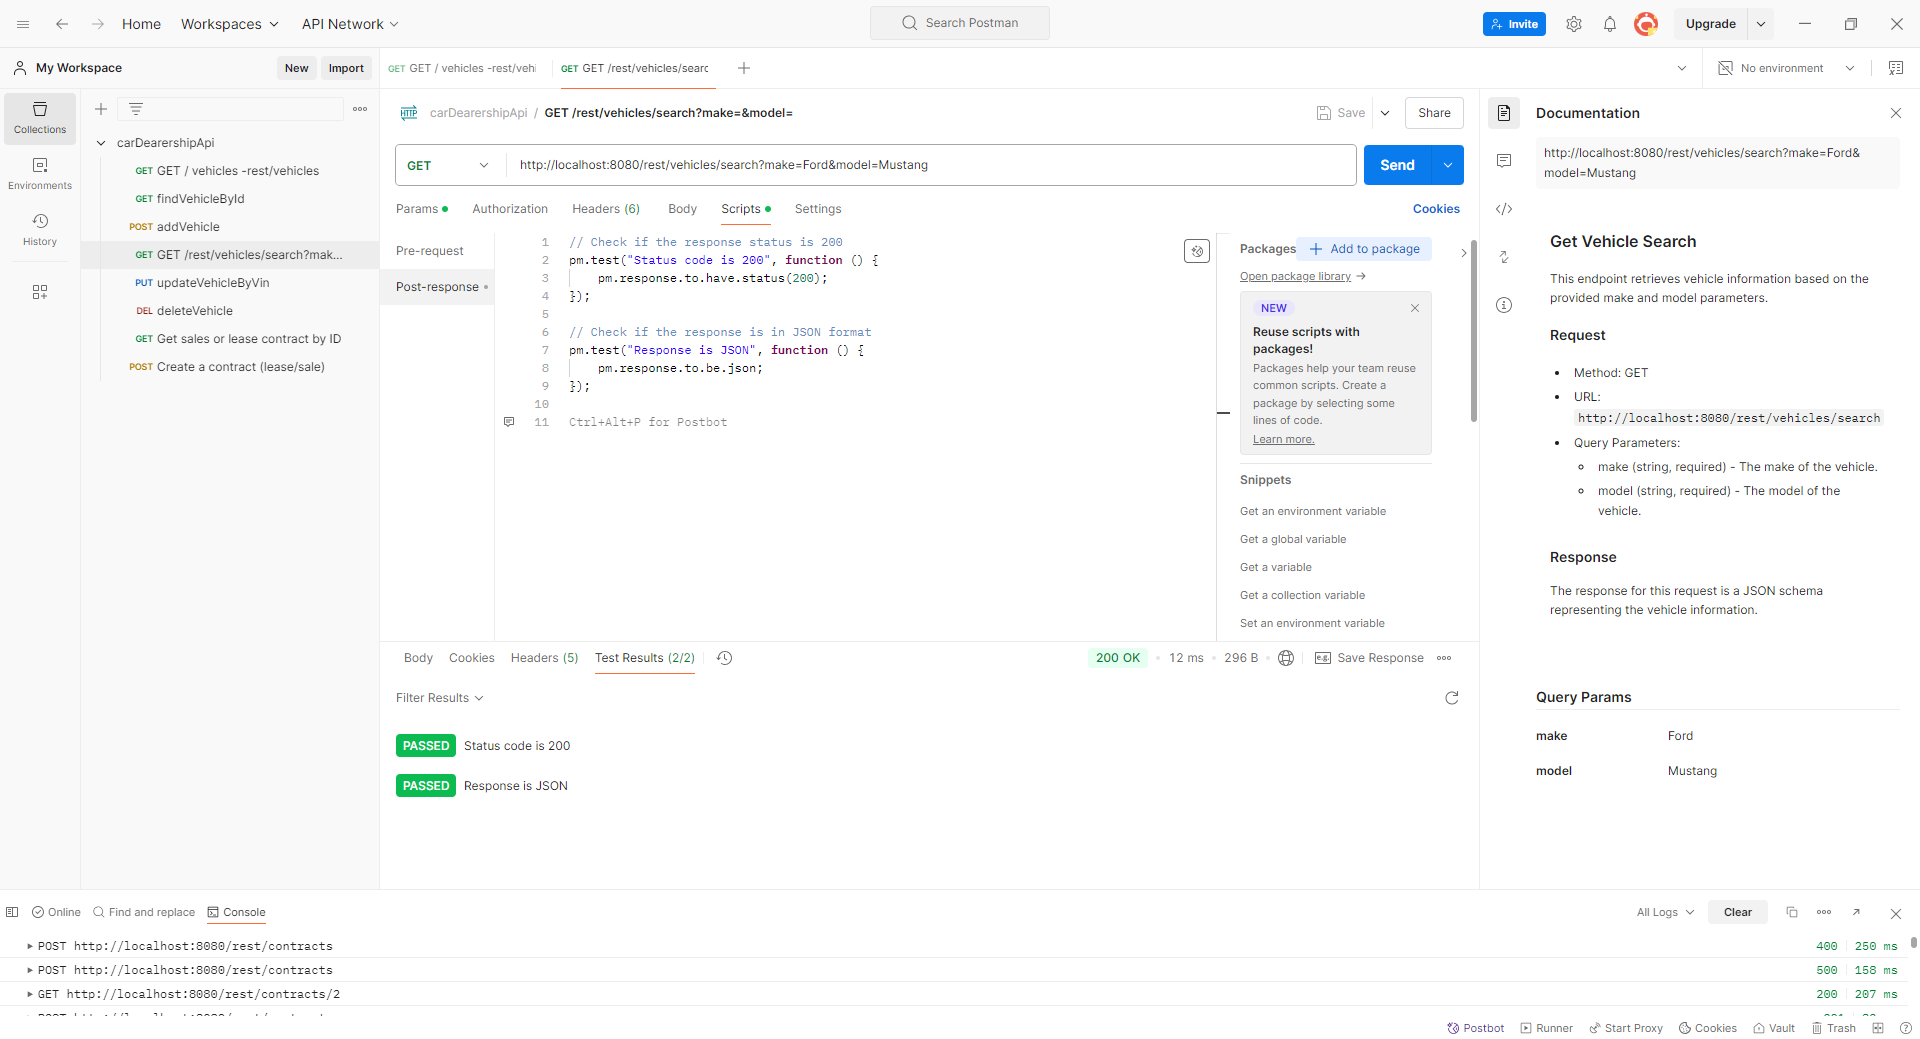 Home
Workspaces
API Network
Search Postman
Invite
Upgrade
My Workspace
New
Import
GET GET / vehicles -rest/vehi
GET GET /rest/vehicles/searc
No environment
Collections
Environments
History
carDearershipApi
GET GET / vehicles -rest/vehicles
GET findVehicleById
POST addVehicle
GET GET /rest/vehicles/search?mak...
PUT updateVehicleByVin
DEL deleteVehicle
GET Get sales or lease contract by ID
POST Create a contract (lease/sale)
HTTP carDearershipApi / GET /rest/vehicles/search?make=&model=
Save
Share
GET
http://localhost:8080/rest/vehicles/search?make=Ford&model=Mustang
Send
Params
Authorization
Headers (6)
Body
Scripts
Settings
Cookies
Pre-request
Post-response
1 // Check if the response status is 200
2 pm.test("Status code is 200", function () {
3 pm.response.to.have.status(200);
4 });
5
6 // Check if the response is in JSON format
7 pm.test("Response is JSON", function () {
8 pm.response.to.be.json;
9 });
10
11 Ctrl+Alt+P for Postbot
Packages
Add to package
Open package library
NEW
Reuse scripts with
packages!
Packages help your team reuse
common scripts. Create a
package by selecting some
lines of code.
Learn more.
Snippets
Get an environment variable
Get a global variable
Get a variable
Get a collection variable
Set an environment variable
Body
Cookies
Headers (5)
Test Results (2/2)
200 OK
12 ms
296 B
e.g.
Save Response
Filter Results
PASSED Status code is 200
PASSED Response is JSON
Documentation
http://localhost:8080/rest/vehicles/search?make=Ford&
model=Mustang
Get Vehicle Search
This endpoint retrieves vehicle information based on the
provided make and model parameters.
Request
Method: GET
URL:
http://localhost:8080/rest/vehicles/search
Query Parameters:
make (string, required) - The make of the vehicle.
model (string, required) - The model of the
vehicle.
Response
The response for this request is a JSON schema
representing the vehicle information.
Query Params
make Ford
model Mustang
Online
Find and replace
Console
All Logs
Clear
POST http://localhost:8080/rest/contracts 400 250 ms
POST http://localhost:8080/rest/contracts 500 158 ms
GET http://localhost:8080/rest/contracts/2 200 207 ms
Postbot
Runner
Start Proxy
Cookies
Vault
Trash